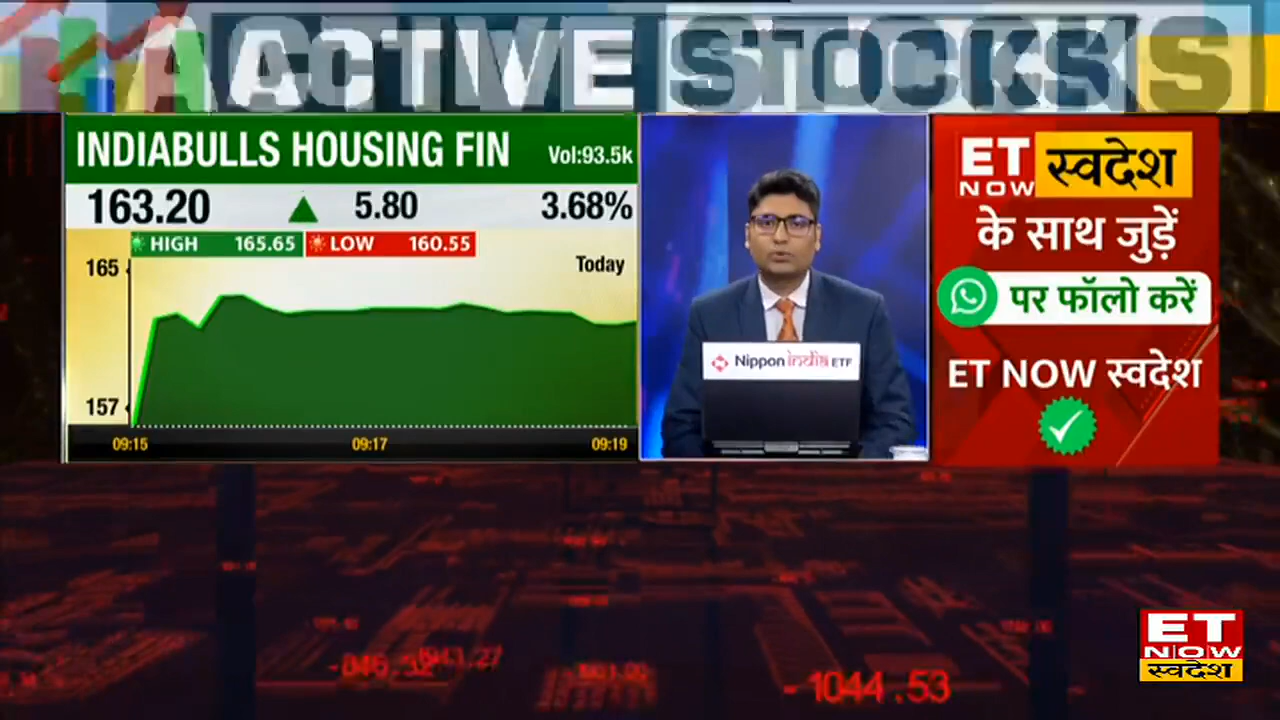 ACTIVE STOCKS
INDIABULLS HOUSING FIN Vol:93.5k
163.20 ▲ 5.80 3.68%
HIGH 165.65 LOW 160.55
Today
165
157
09:15 09:17 09:19
Nippon india ETF
ET NOW स्वदेश
के साथ जुड़ें
पर फॉलो करें
ET NOW स्वदेश
- 1044.53
ET
NOW
स्वदेश